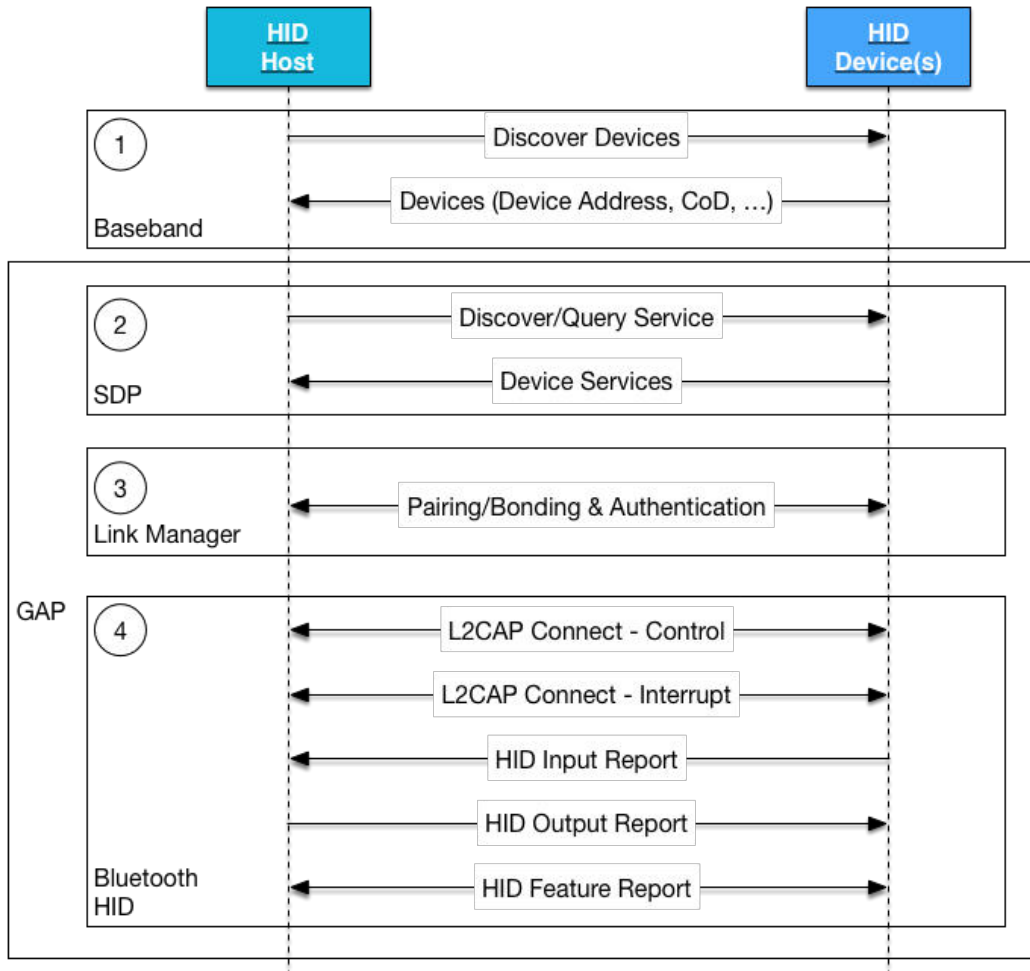 HID
Host
HID
Device(s)
1
Discover Devices
Devices (Device Address, CoD, ...)
Baseband
2
Discover/Query Service
Device Services
SDP
3
Pairing/Bonding & Authentication
Link Manager
GAP
4
L2CAP Connect - Control
L2CAP Connect - Interrupt
HID Input Report
HID Output Report
Bluetooth
HID
HID Feature Report